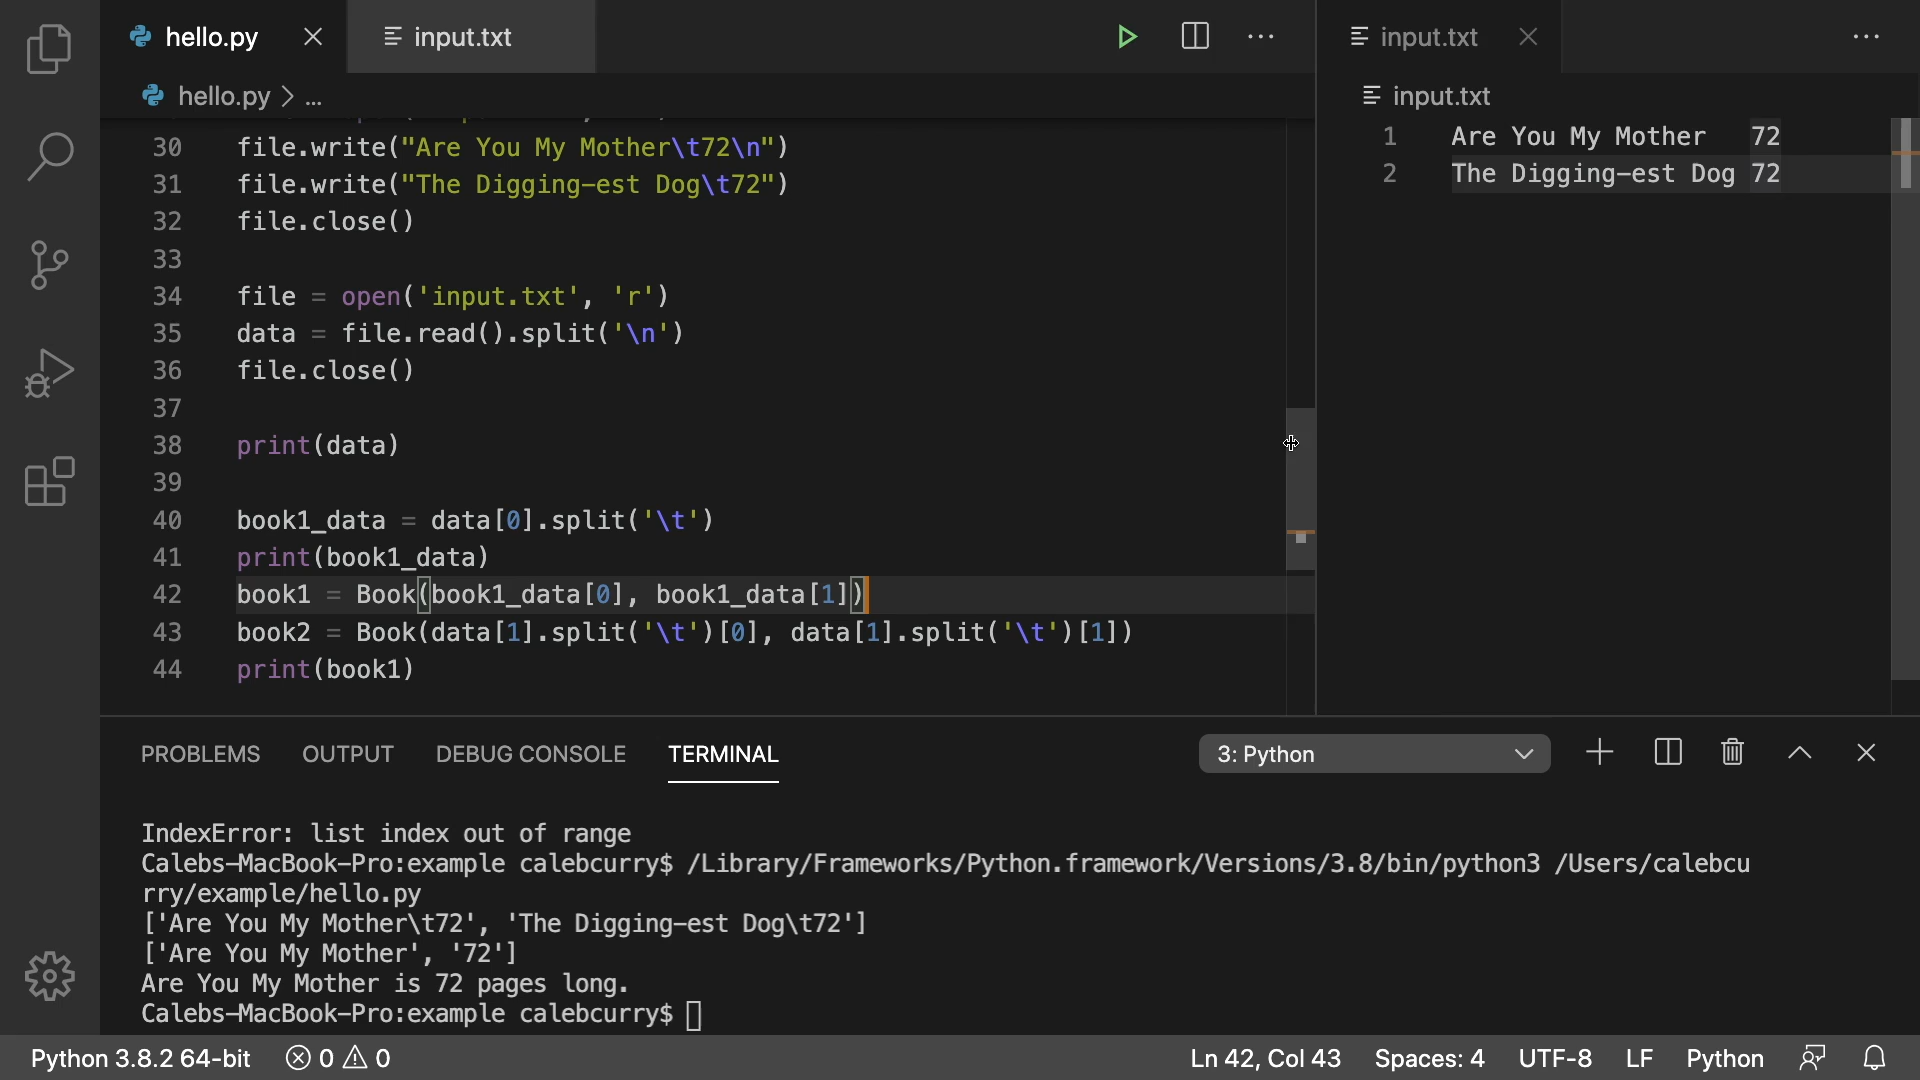 hello.py
input.txt
input.txt
hello.py > ...
input.txt
30 file.write("Are You My Mother\t72\n")
31 file.write("The Digging-est Dog\t72")
32 file.close()
33
34 file = open('input.txt', 'r')
35 data = file.read().split('\n')
36 file.close()
37
38 print(data)
39
40 book1_data = data[0].split('\t')
41 print(book1_data)
42 book1 = Book(book1_data[0], book1_data[1])
43 book2 = Book(data[1].split('\t')[0], data[1].split('\t')[1])
44 print(book1)
1 Are You My Mother 72
2 The Digging-est Dog 72
PROBLEMS OUTPUT DEBUG CONSOLE TERMINAL
3: Python
IndexError: list index out of range
Calebs-MacBook-Pro:example calebcurry$ /Library/Frameworks/Python.framework/Versions/3.8/bin/python3 /Users/calebcu
rry/example/hello.py
['Are You My Mother\t72', 'The Digging-est Dog\t72']
['Are You My Mother', '72']
Are You My Mother is 72 pages long.
Calebs-MacBook-Pro:example calebcurry$
Python 3.8.2 64-bit 0 0 Ln 42, Col 43 Spaces: 4 UTF-8 LF Python